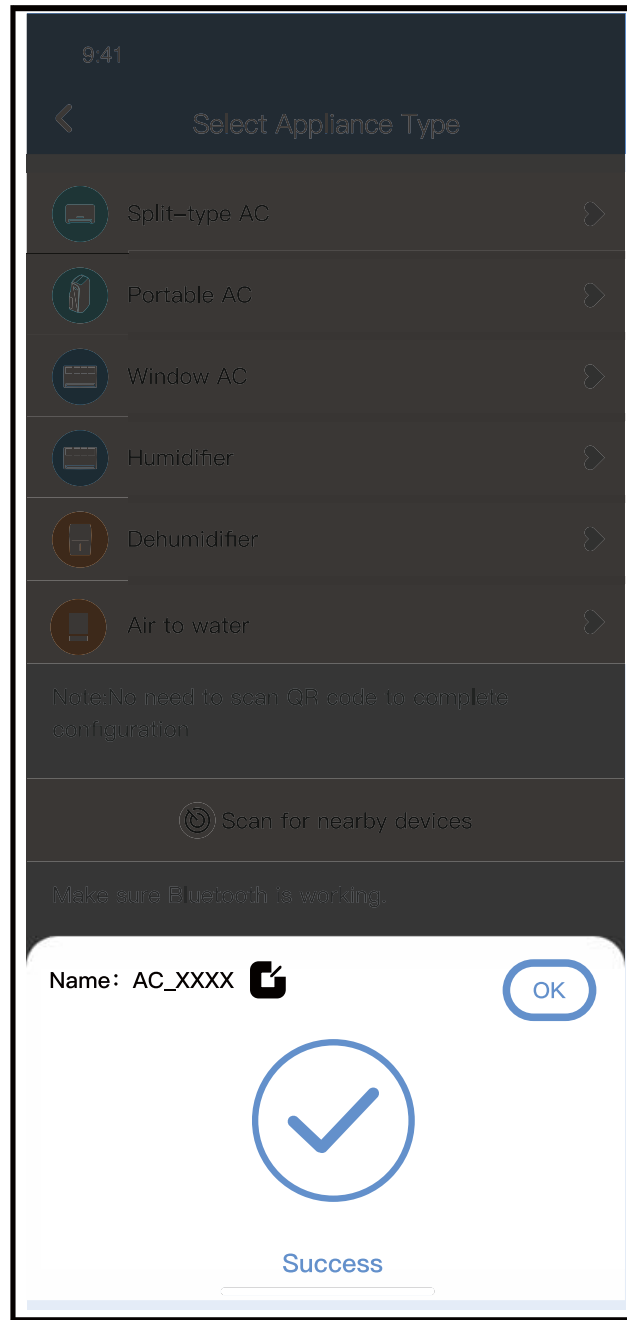 9:41
Select Appliance Type
Split-type AC
Portable AC
Window AC
Humidifier
Dehumidifier
Air to water
Note:No need to scan QR code to complete
configuration
Scan for nearby devices
Make sure Bluetooth is working.
Name: AC_XXXX
OK
Success